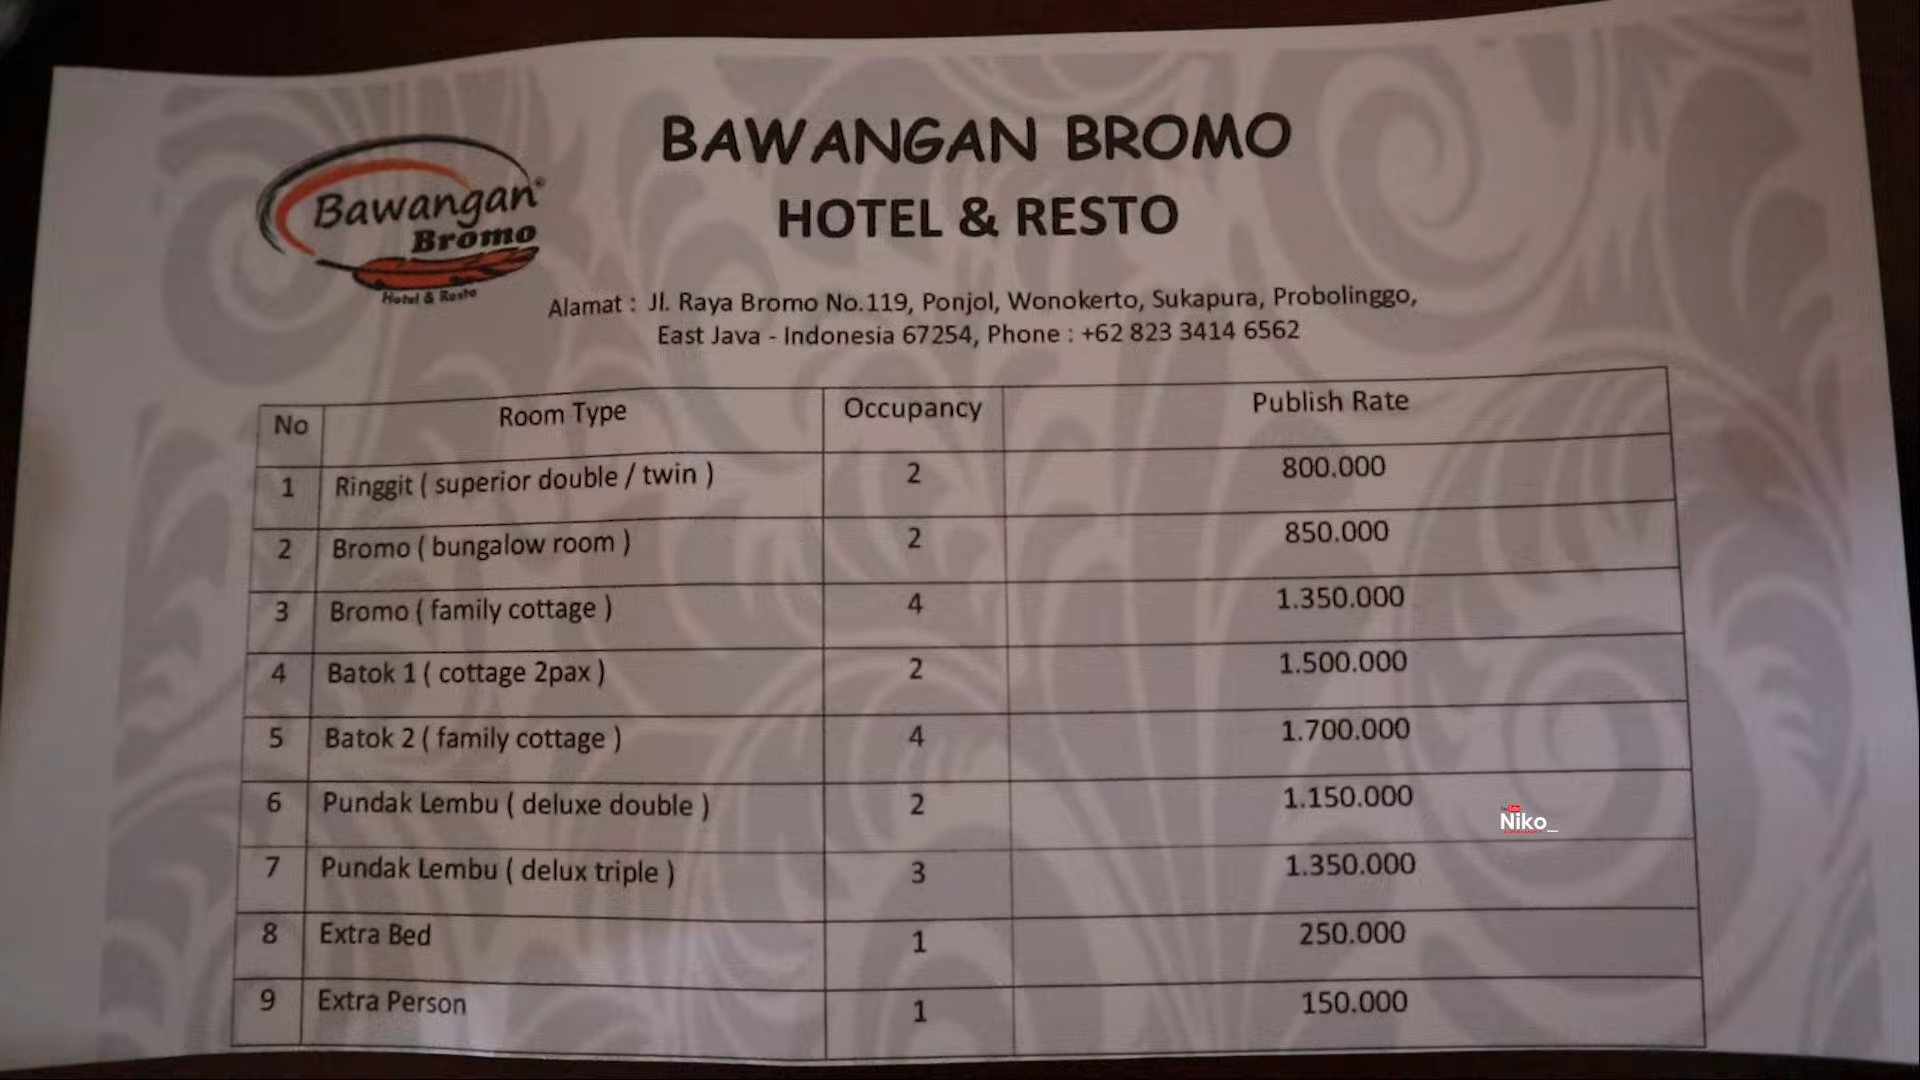 Bawangan
Bromo
Hotel & Resto
BAWANGAN BROMO
HOTEL & RESTO
Alamat : Jl. Raya Bromo No.119, Ponjol, Wonokerto, Sukapura, Probolinggo,
East Java - Indonesia 67254, Phone : +62 823 3414 6562
No Room Type Occupancy Publish Rate
1 Ringgit ( superior double / twin ) 2 800.000
2 Bromo ( bungalow room ) 2 850.000
3 Bromo ( family cottage ) 4 1.350.000
4 Batok 1 ( cottage 2pax ) 2 1.500.000
5 Batok 2 ( family cottage ) 4 1.700.000
6 Pundak Lembu ( deluxe double ) 2 1.150.000
7 Pundak Lembu ( delux triple ) 3 1.350.000
8 Extra Bed 1 250.000
9 Extra Person 1 150.000
Niko_